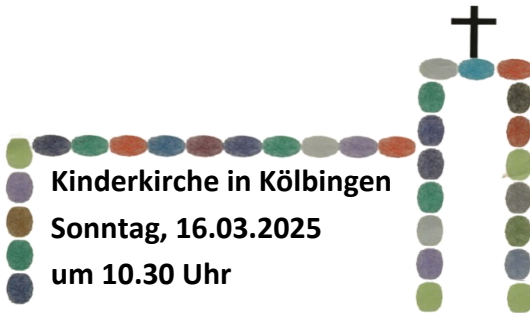 Kinderkirche in Kölbingen
Sonntag, 16.03.2025
um 10.30 Uhr